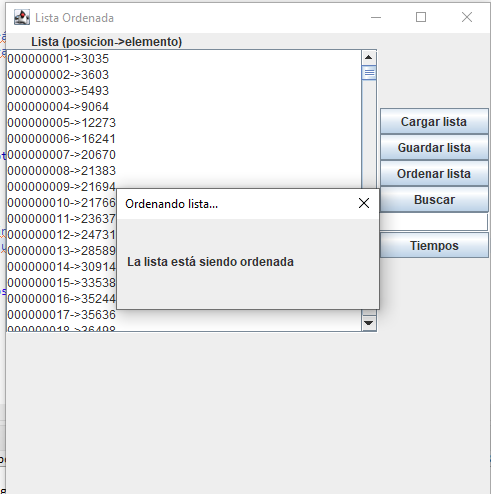 Lista Ordenada
Lista (posicion->elemento)
000000001->3035
000000002->3603
000000003->5493
000000004->9064
000000005->12273
000000006->16241
000000007->20670
000000008->21383
000000009->21694
000000010->21766
000000011->23637
000000012->24731
000000013->28589
000000014->30914
000000015->33538
000000016->35244
000000017->35636
000000018->36498
Cargar lista
Guardar lista
Ordenar lista
Buscar
Tiempos
Ordenando lista...
La lista está siendo ordenada